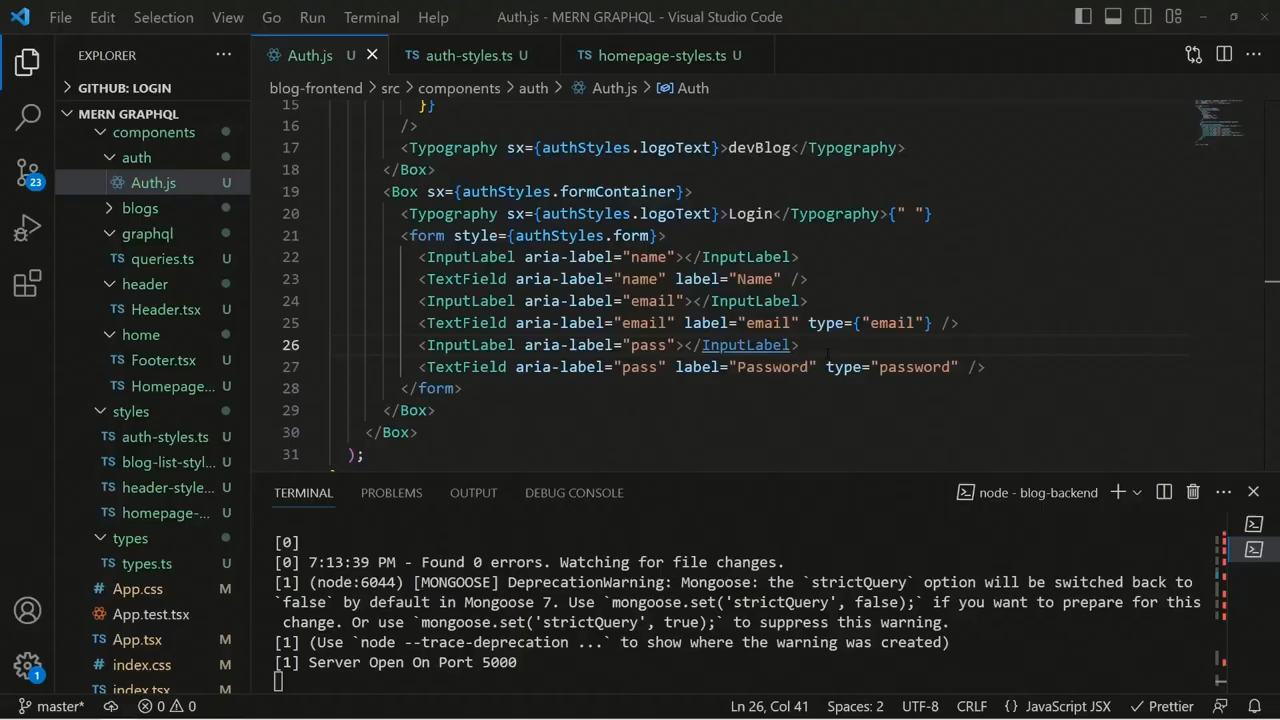 File Edit Selection View Go Run Terminal Help Auth.js - MERN GRAPHQL - Visual Studio Code
EXPLORER ...
Auth.js U
TS auth-styles.ts U
TS homepage-styles.ts U
GITHUB: LOGIN
blog-frontend > src > components > auth > Auth.js > Auth
MERN GRAPHQL
components
auth
Auth.js U
blogs
graphql
queries.ts U
header
Header.tsx U
home
Footer.tsx U
Homepage... U
styles
TS auth-styles.ts U
TS blog-list-styl... U
TS header-style... U
TS homepage-... U
types
TS types.ts U
App.css M
App.test.tsx U
App.tsx M
index.css M
index.tsx M
15 }}
16 />
17 <Typography sx={authStyles.logoText}>devBlog</Typography>
18 </Box>
19 <Box sx={authStyles.formContainer}>
20 <Typography sx={authStyles.logoText}>Login</Typography>{" "}
21 <form style={authStyles.form}>
22 <InputLabel aria-label="name"></InputLabel>
23 <TextField aria-label="name" label="Name" />
24 <InputLabel aria-label="email"></InputLabel>
25 <TextField aria-label="email" label="email" type={"email"} />
26 <InputLabel aria-label="pass"></InputLabel>
27 <TextField aria-label="pass" label="Password" type="password" />
28 </form>
29 </Box>
30 </Box>
31 );
TERMINAL PROBLEMS OUTPUT DEBUG CONSOLE node - blog-backend
[0]
[0] 7:13:39 PM - Found 0 errors. Watching for file changes.
[1] (node:6044) [MONGOOSE] DeprecationWarning: Mongoose: the `strictQuery` option will be switched back to
`false` by default in Mongoose 7. Use `mongoose.set('strictQuery', false);` if you want to prepare for this
change. Or use `mongoose.set('strictQuery', true);` to suppress this warning.
[1] (Use `node --trace-deprecation ...` to show where the warning was created)
[1] Server Open On Port 5000
23
1
master* 0 0 Ln 26, Col 41 Spaces: 2 UTF-8 CRLF {} JavaScript JSX Prettier